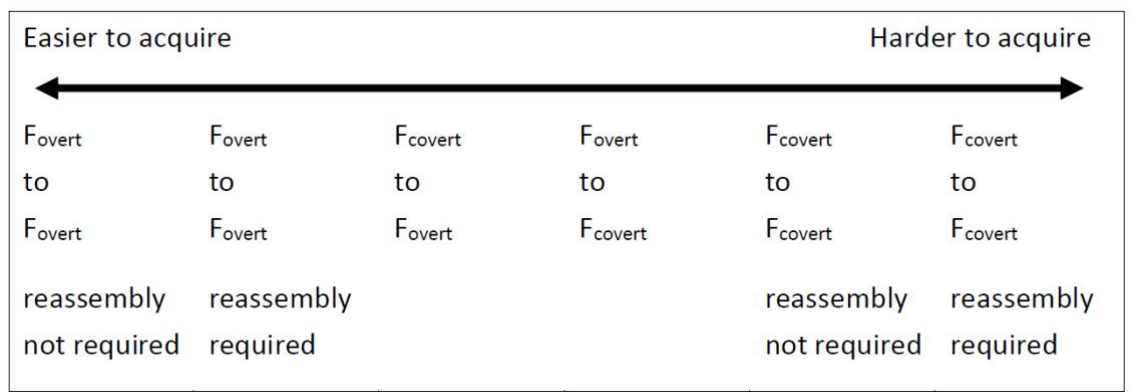 Easier to acquire Harder to acquire
Fovert Fovert Fcovert Fovert Fcovert Fcovert
to to to to to to
Fovert Fovert Fovert Fcovert Fcovert Fcovert
reassembly reassembly reassembly reassembly
not required required not required required